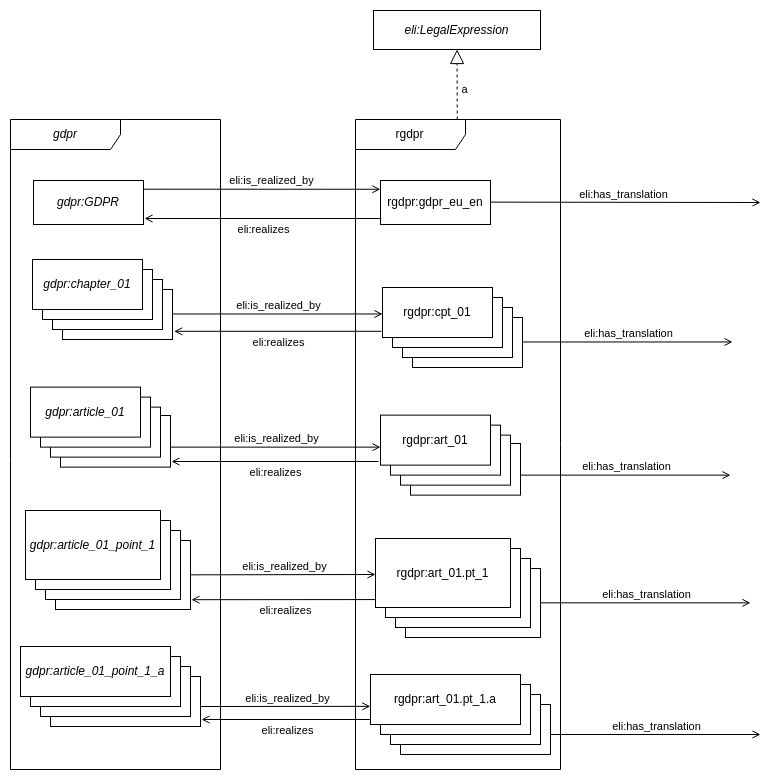 eli:LegalExpression
a
gdpr
rgdpr
eli:is_realized_by
gdpr:GDPR
rgdpr:gdpr_eu_en
eli:has_translation
eli:realizes
gdpr:chapter_01
eli:is_realized_by
rgdpr:cpt_01
eli:has_translation
eli:realizes
gdpr:article_01
eli:is_realized_by
rgdpr:art_01
eli:has_translation
eli:realizes
gdpr:article_01_point_1
eli:is_realized_by
rgdpr:art_01.pt_1
eli:has_translation
eli:realizes
gdpr:article_01_point_1_a
eli:is_realized_by
rgdpr:art_01.pt_1.a
eli:has_translation
eli:realizes